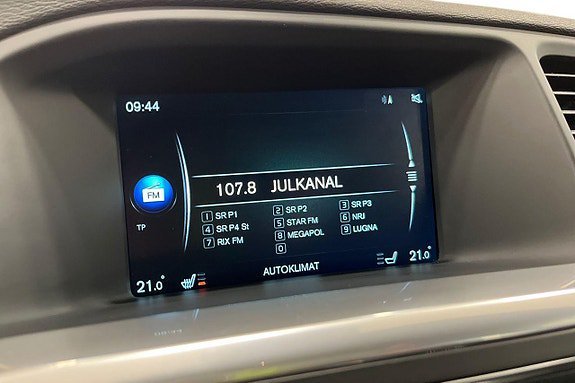 09:44
FM
107.8 JULKANAL
1 SR P1 2 SR P2 3 SR P3
4 SR P4 St 5 STAR FM 6 NRJ
7 RIX FM 8 MEGAPOL 9 LUGNA
0
TP
AUTOKLIMAT
21.0° 21.0°